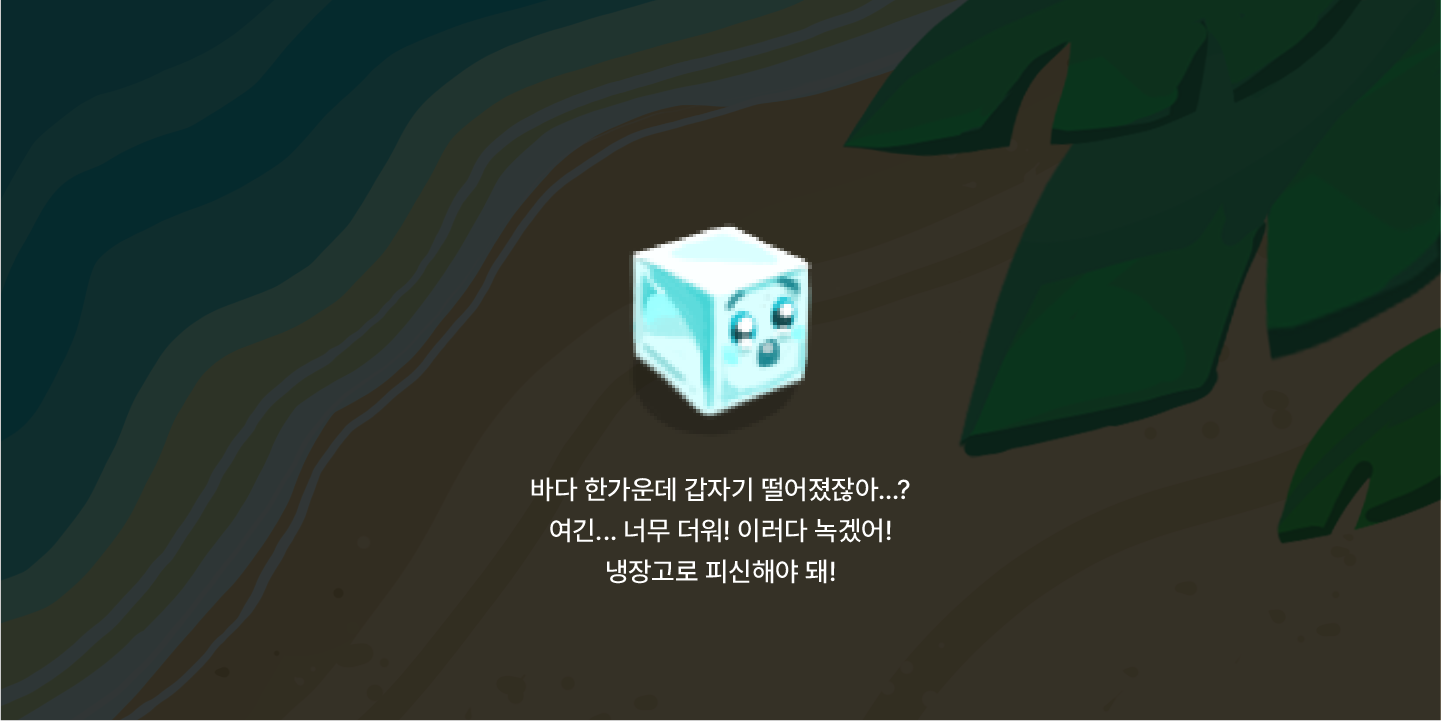 바다 한가운데 갑자기 떨어졌잖아...?
여긴... 너무 더워! 이러다 녹겠어!
냉장고로 피신해야 돼!